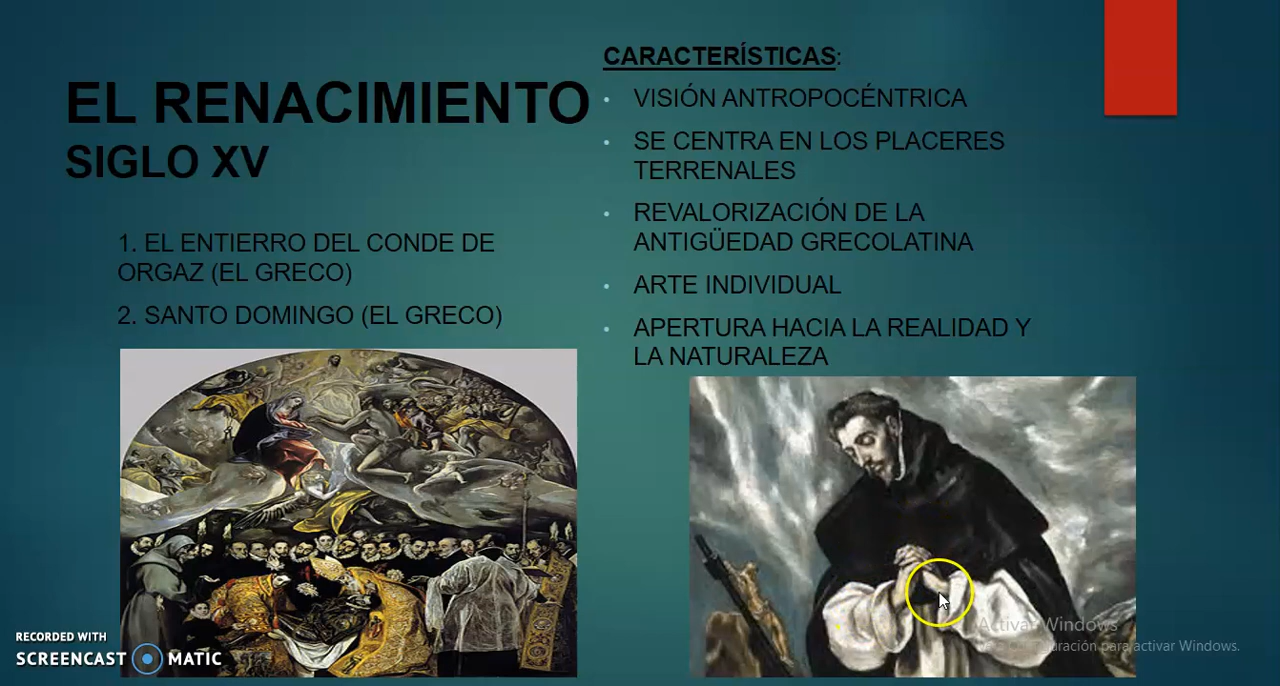 EL RENACIMIENTO
SIGLO XV
1. EL ENTIERRO DEL CONDE DE
ORGAZ (EL GRECO)
2. SANTO DOMINGO (EL GRECO)
CARACTERÍSTICAS:
• VISIÓN ANTROPOCÉNTRICA
• SE CENTRA EN LOS PLACERES
TERRENALES
• REVALORIZACIÓN DE LA
ANTIGÜEDAD GRECOLATINA
• ARTE INDIVIDUAL
• APERTURA HACIA LA REALIDAD Y
LA NATURALEZA
Activar Windows
para activar Windows.
RECORDED WITH
SCREENCAST MATIC